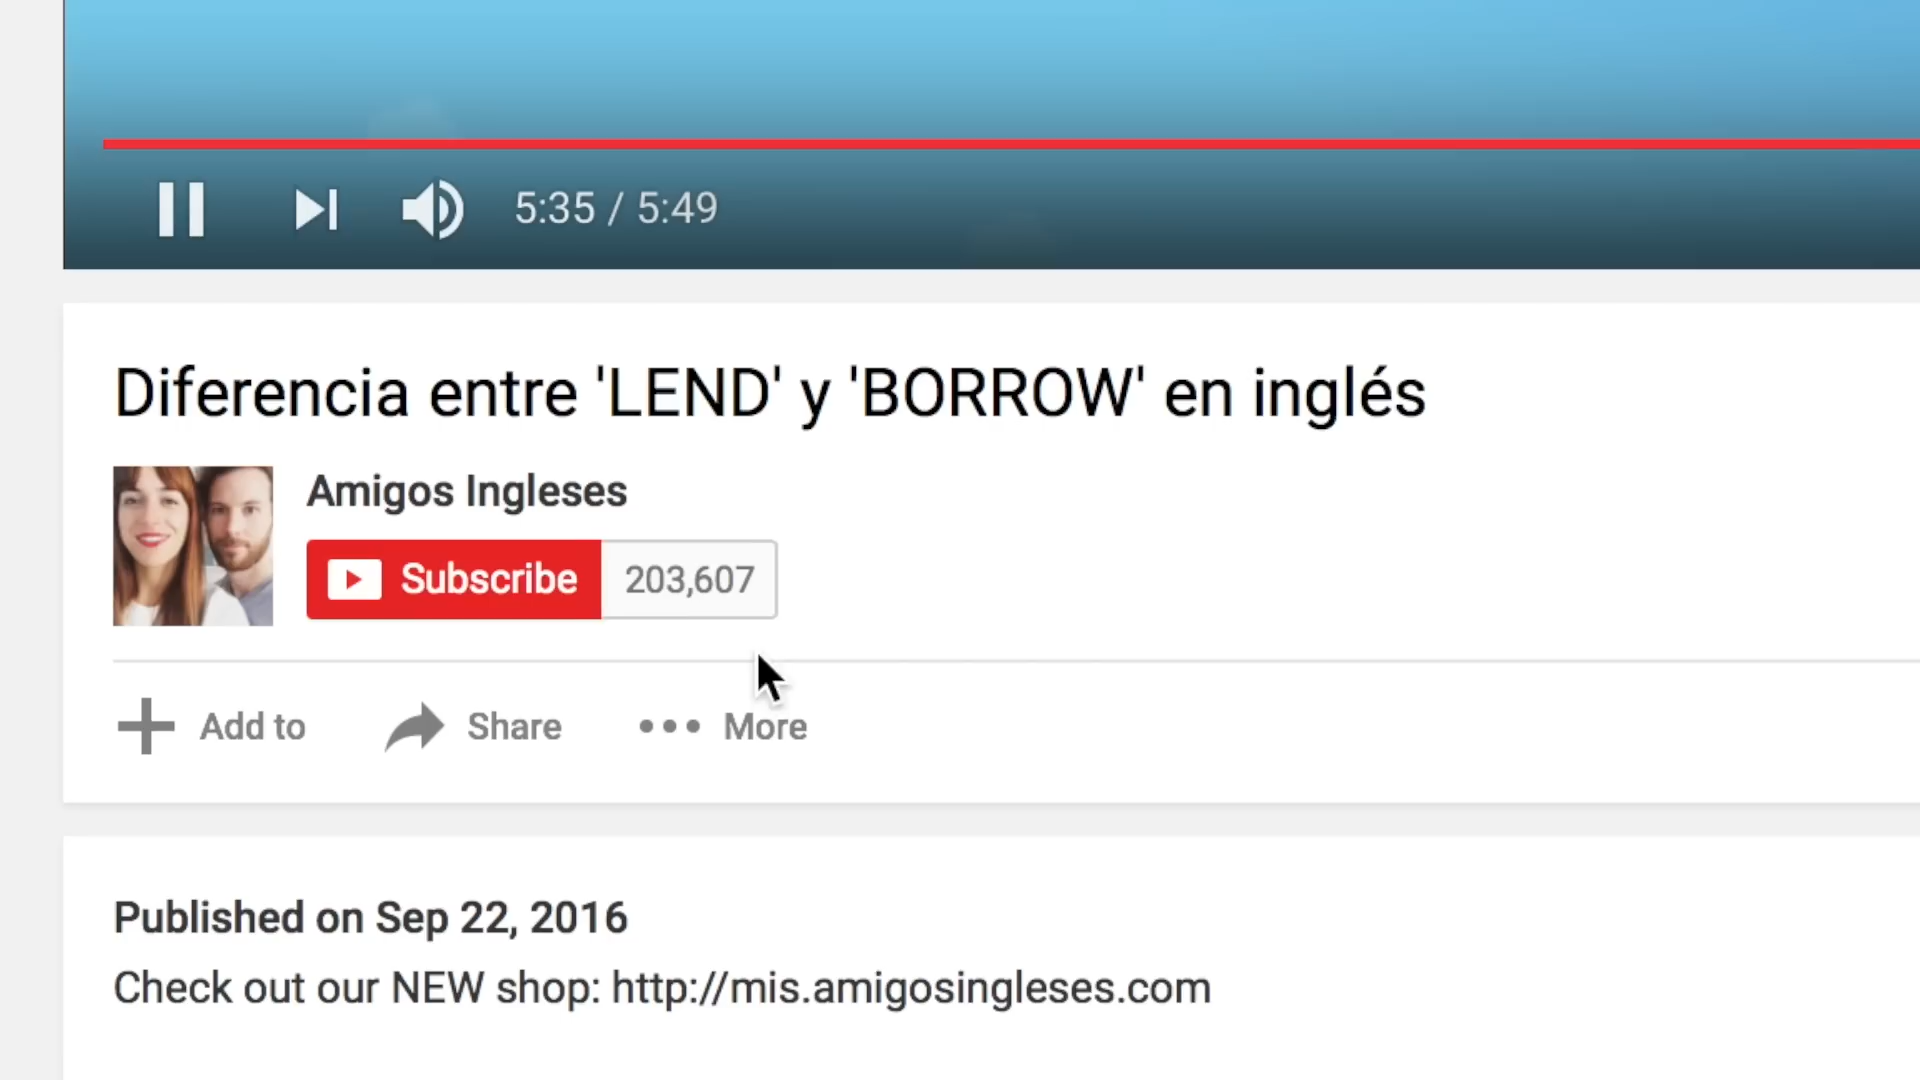 5:35 / 5:49
Diferencia entre 'LEND' y 'BORROW' en inglés
Amigos Ingleses
Subscribe 203,607
Add to Share More
Published on Sep 22, 2016
Check out our NEW shop: http://mis.amigosingleses.com